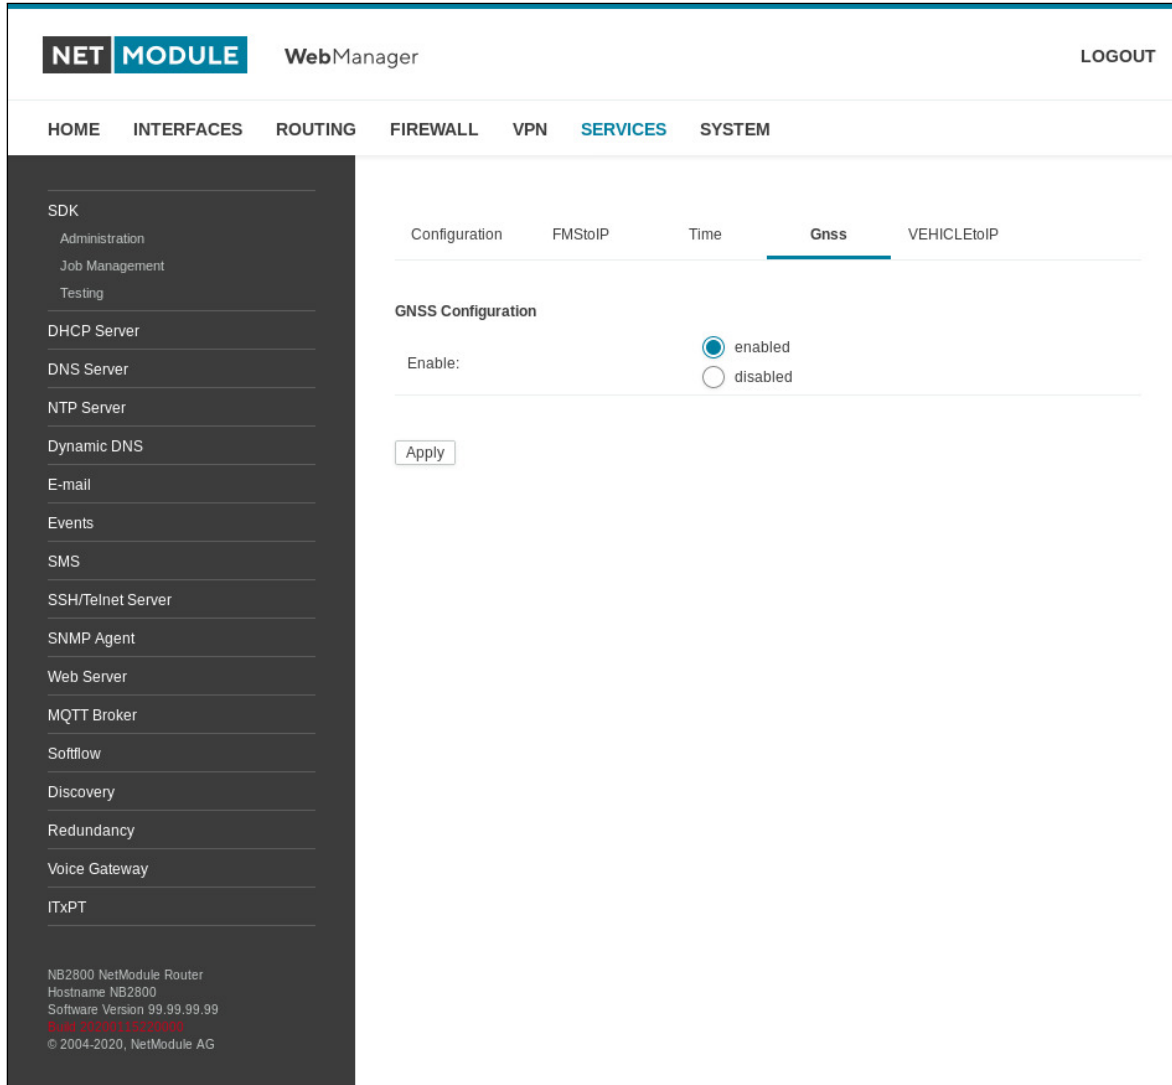 NET MODULE WebManager LOGOUT
HOME INTERFACES ROUTING FIREWALL VPN SERVICES SYSTEM
SDK
Administration
Job Management
Testing
DHCP Server
DNS Server
NTP Server
Dynamic DNS
E-mail
Events
SMS
SSH/Telnet Server
SNMP Agent
Web Server
MQTT Broker
Softflow
Discovery
Redundancy
Voice Gateway
ITxPT
NB2800 NetModule Router
Hostname NB2800
Software Version 99.99.99.99
Build
© 2004-2020, NetModule AG
Configuration FMStoIP Time Gnss VEHICLEtoIP
GNSS Configuration
Enable:
enabled
disabled
Apply